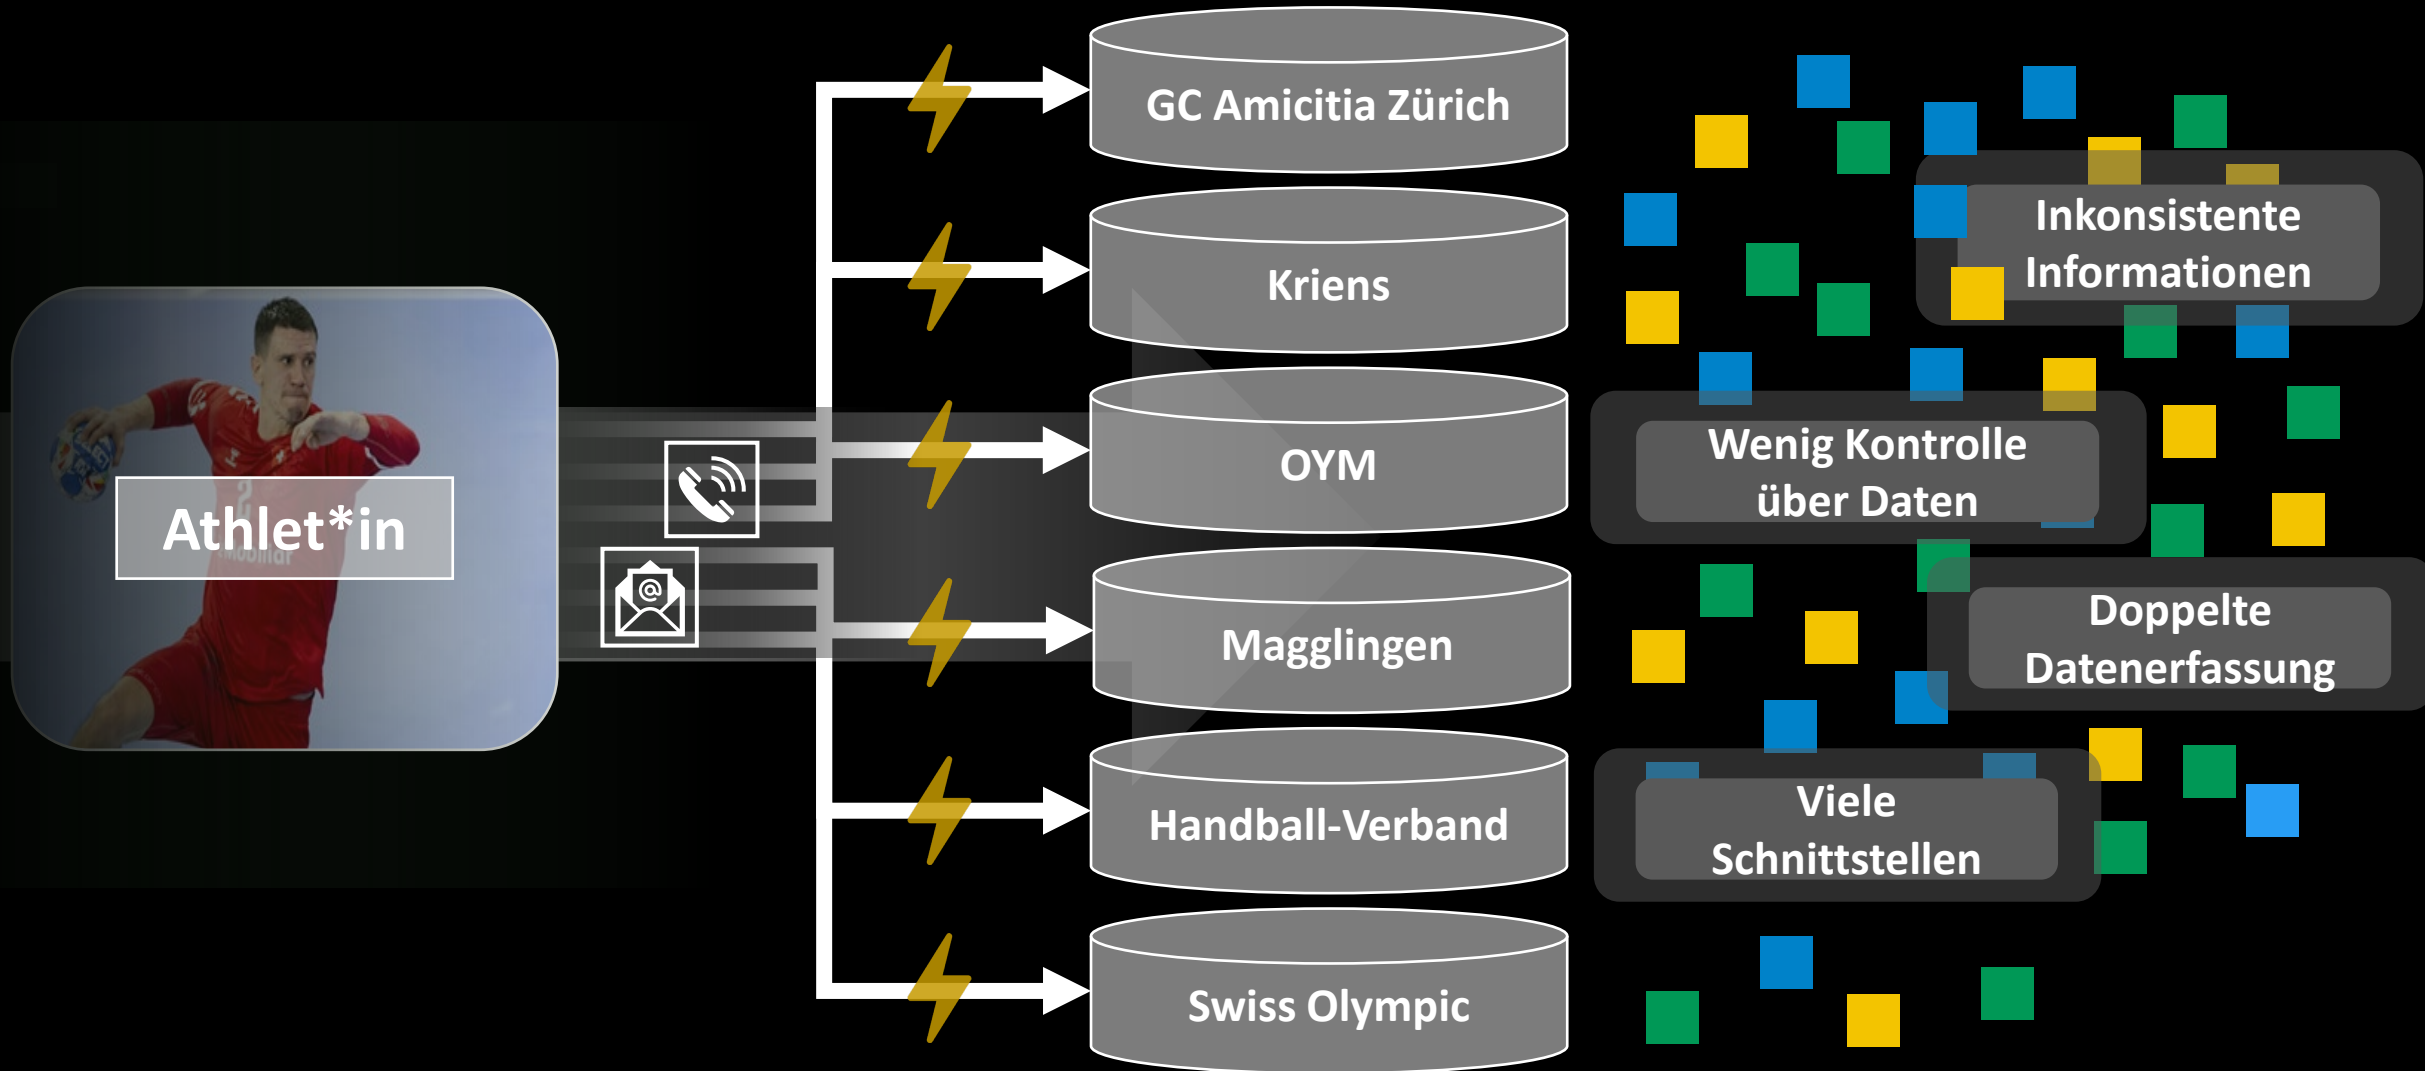 GC Amicitia Zürich
Kriens
OYM
Magglingen
Handball-Verband
Swiss Olympic
Athlet*in
2
@
Inkonsistente
Informationen
Wenig Kontrolle
über Daten
Doppelte
Datenerfassung
Viele
Schnittstellen